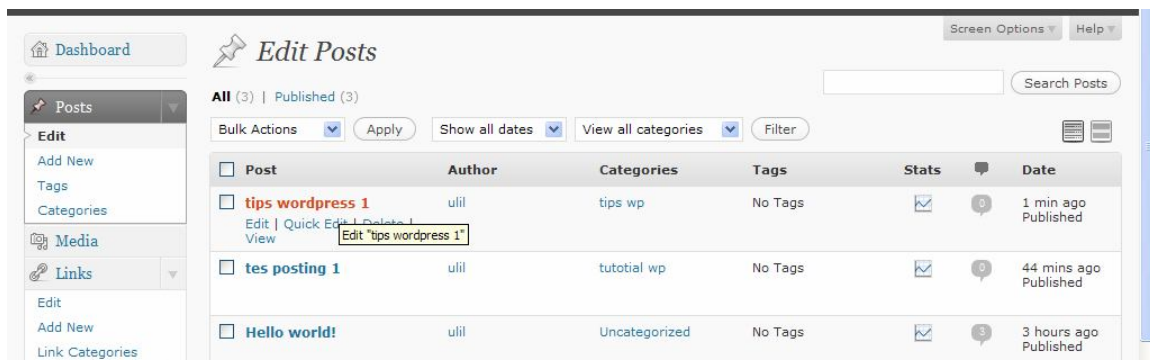 Screen Options Help
Dashboard
Edit Posts
Search Posts
All (3) | Published (3)
Posts
Bulk Actions Apply Show all dates View all categories Filter
Edit
Add New
Tags
Categories
Media
Links
Edit
Add New
Link Categories
Post Author Categories Tags Stats Date
tips wordpress 1 ulil tips wp No Tags 0 1 min ago
Edit | Quick Edit | Delete | Published
View
Edit "tips wordpress 1"
tes posting 1 ulil tutotial wp No Tags 0 44 mins ago
Published
Hello world! ulil Uncategorized No Tags 3 3 hours ago
Published